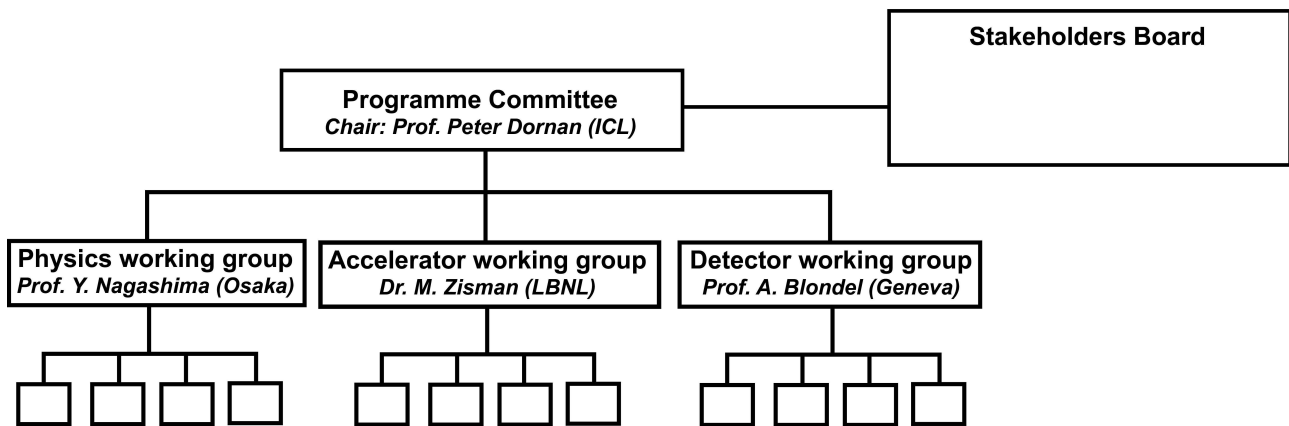 Stakeholders Board
Programme Committee
Chair: Prof. Peter Dornan (ICL)
Physics working group
Prof. Y. Nagashima (Osaka)
Accelerator working group
Dr. M. Zisman (LBNL)
Detector working group
Prof. A. Blondel (Geneva)